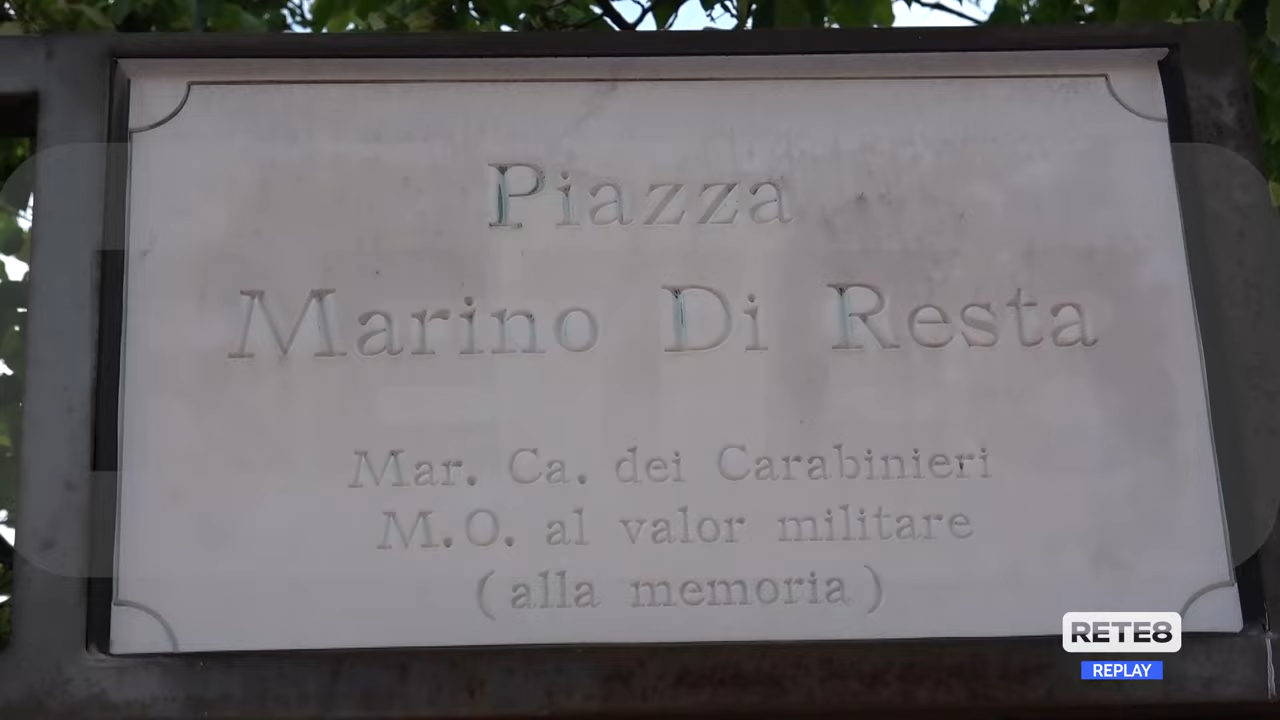 Piazza
Marino Di Resta
Mar. Ca. dei Carabinieri
M.O. al valor militare
(alla memoria)
RETE8
REPLAY